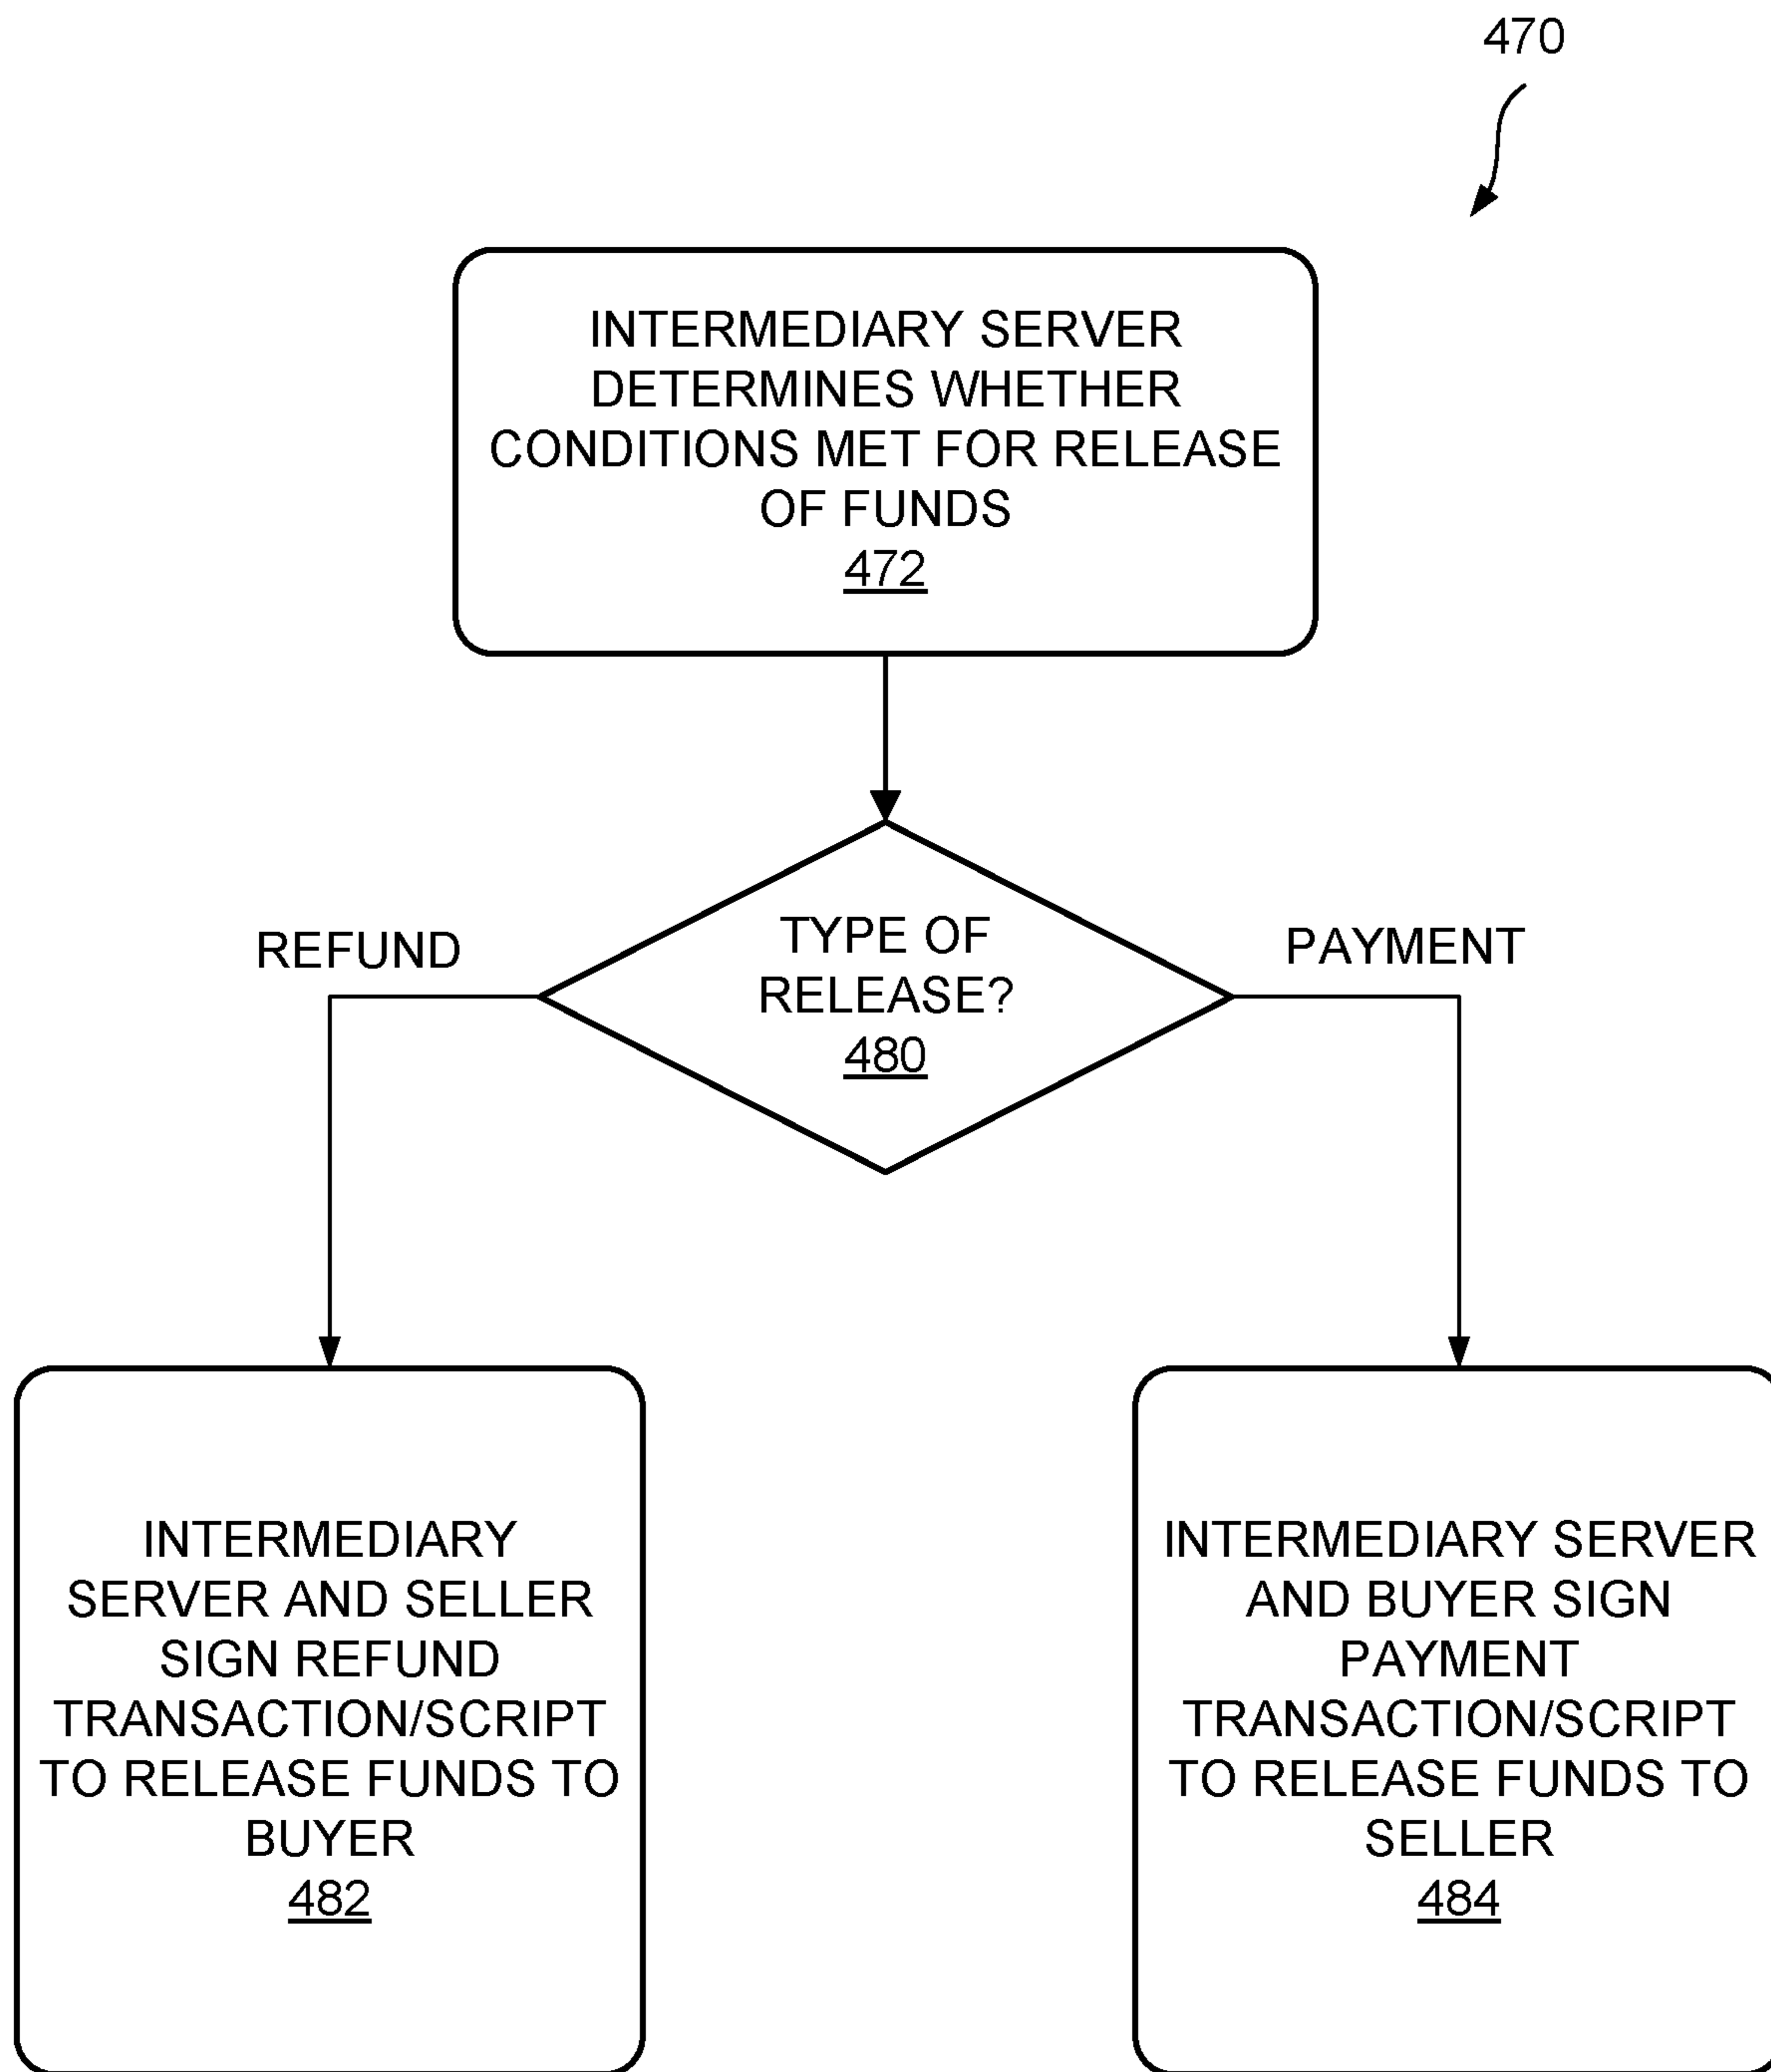 470
INTERMEDIARY SERVER
DETERMINES WHETHER
CONDITIONS MET FOR RELEASE
OF FUNDS
472
TYPE OF
RELEASE?
480
REFUND
PAYMENT
INTERMEDIARY
SERVER AND SELLER
SIGN REFUND
TRANSACTION/SCRIPT
TO RELEASE FUNDS TO
BUYER
482
INTERMEDIARY SERVER
AND BUYER SIGN
PAYMENT
TRANSACTION/SCRIPT
TO RELEASE FUNDS TO
SELLER
484